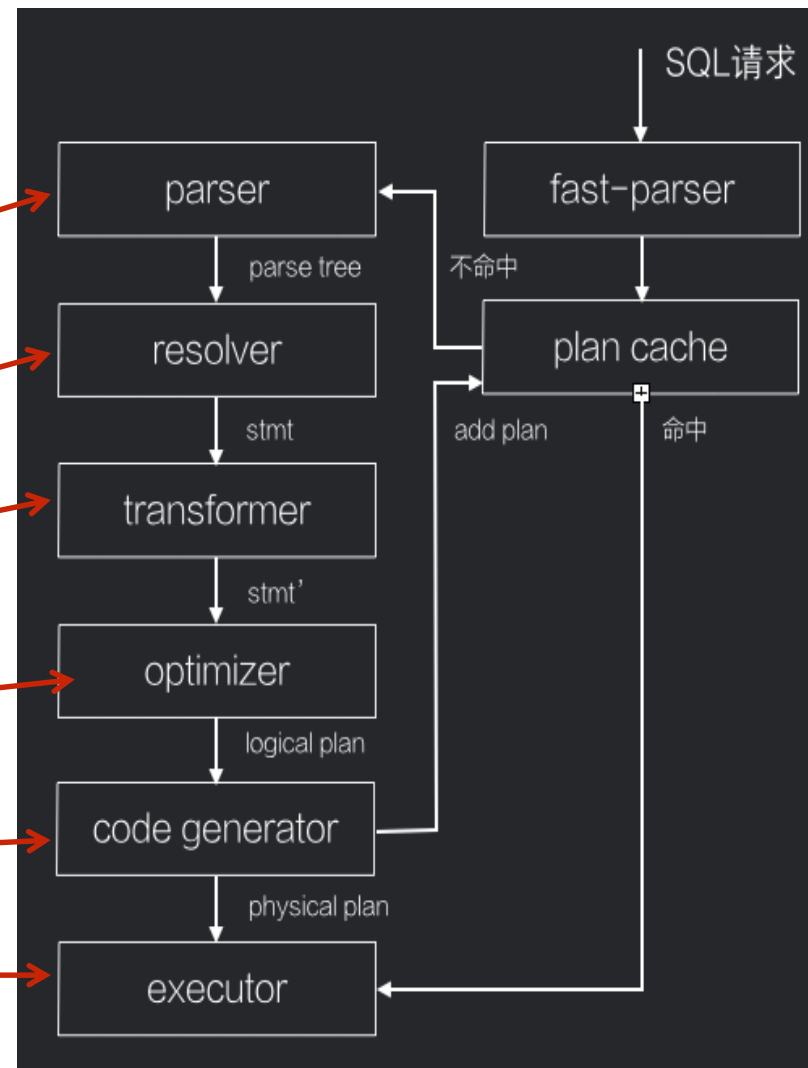 SQL请求
parser
fast-parser
parse tree
不命中
resolver
plan cache
stmt
add plan
命中
transformer
stmt’
optimizer
logical plan
code generator
physical plan
executor